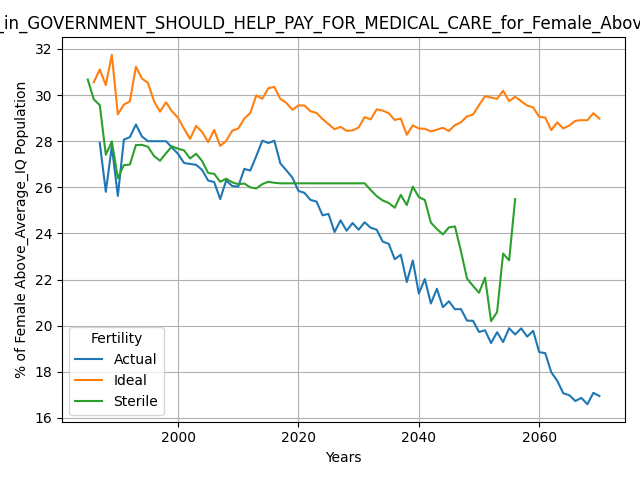 _in_GOVERNMENT_SHOULD_HELP_PAY_FOR_MEDICAL_CARE_for_Female_Abov
% of Female Above_Average_IQ Population
32
30
28
26
24
22
20
18
16
Fertility
Actual
Ideal
Sterile
2000
2020
2040
2060
Years